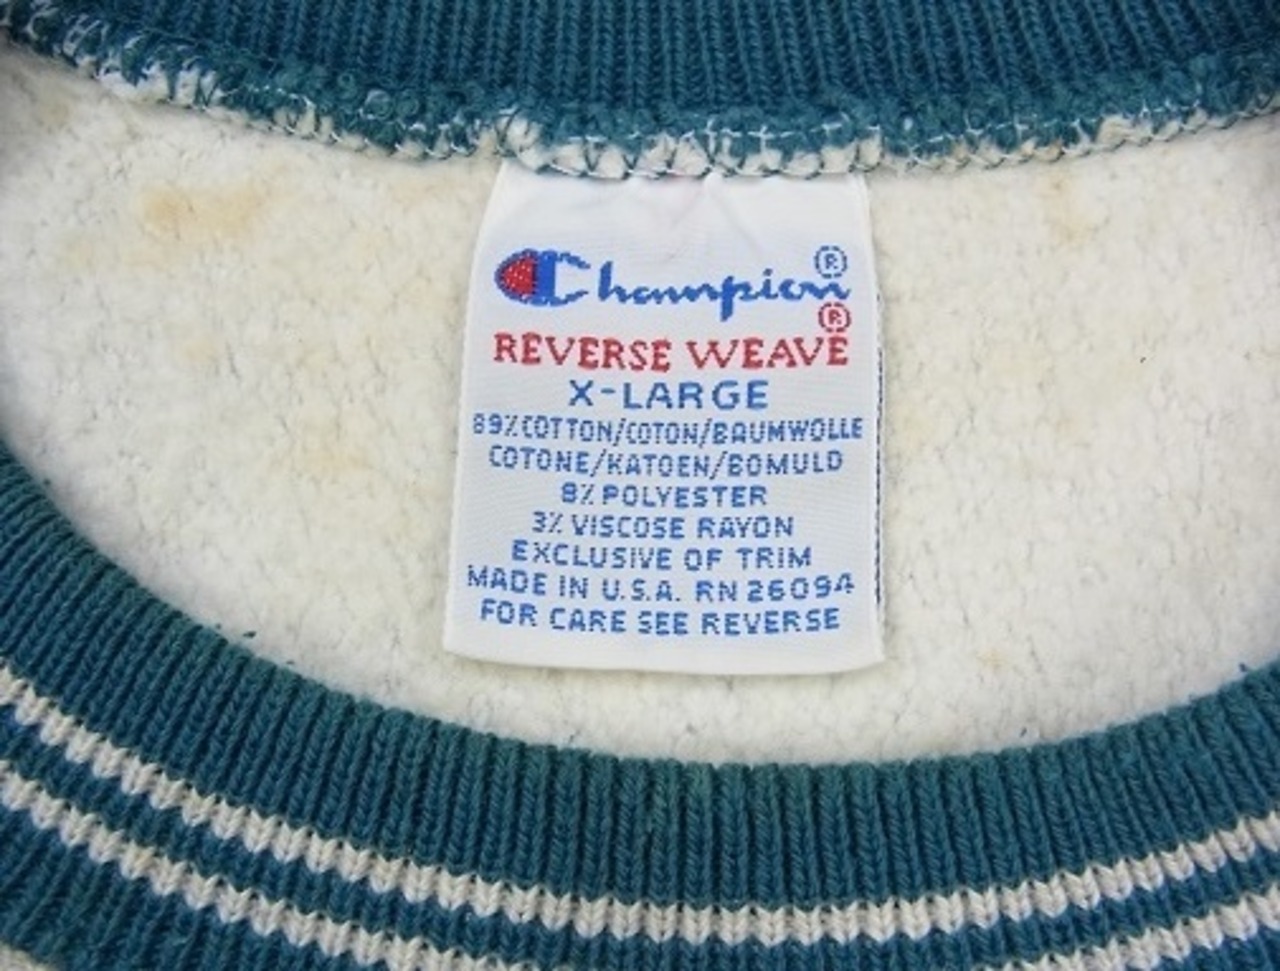 Champion®
REVERSE WEAVE®
X-LARGE
89% COTTON/COTON/BAUMWOLLE
COTONE/KATOEN/BOMULD
8% POLYESTER
3% VISCOSE RAYON
EXCLUSIVE OF TRIM
MADE IN U.S.A. RN 26094
FOR CARE SEE REVERSE